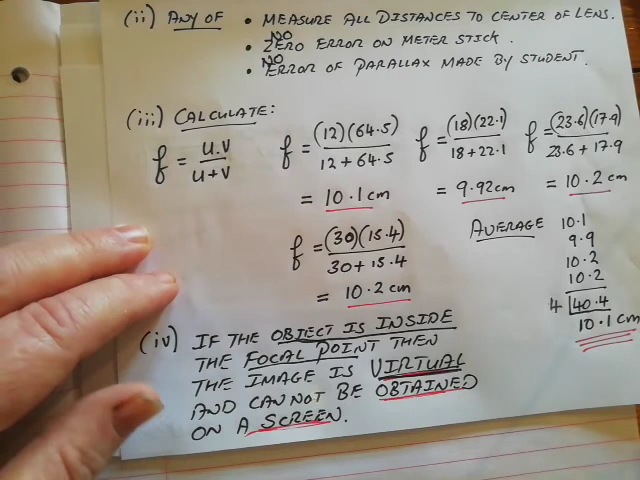 (ii) ANY OF • MEASURE ALL DISTANCES TO CENTER OF LENS.
• NO ZERO ERROR ON METER STICK.
• NO ERROR OF PARALLAX MADE BY STUDENT.
(iii) CALCULATE:
f = u.v / u+v
f = (12)(64.5) / 12 + 64.5
= 10.1 cm
f = (18)(22.1) / 18 + 22.1
= 9.92 cm
f = (23.6)(17.9) / 23.6 + 17.9
= 10.2 cm
f = (30)(15.4) / 30 + 15.4
= 10.2 cm
AVERAGE 10.1
9.9
10.2
10.2
4 | 40.4
10.1 cm
(iv) IF THE OBJECT IS INSIDE
THE FOCAL POINT THEN
THE IMAGE IS VIRTUAL
AND CAN NOT BE OBTAINED
ON A SCREEN.